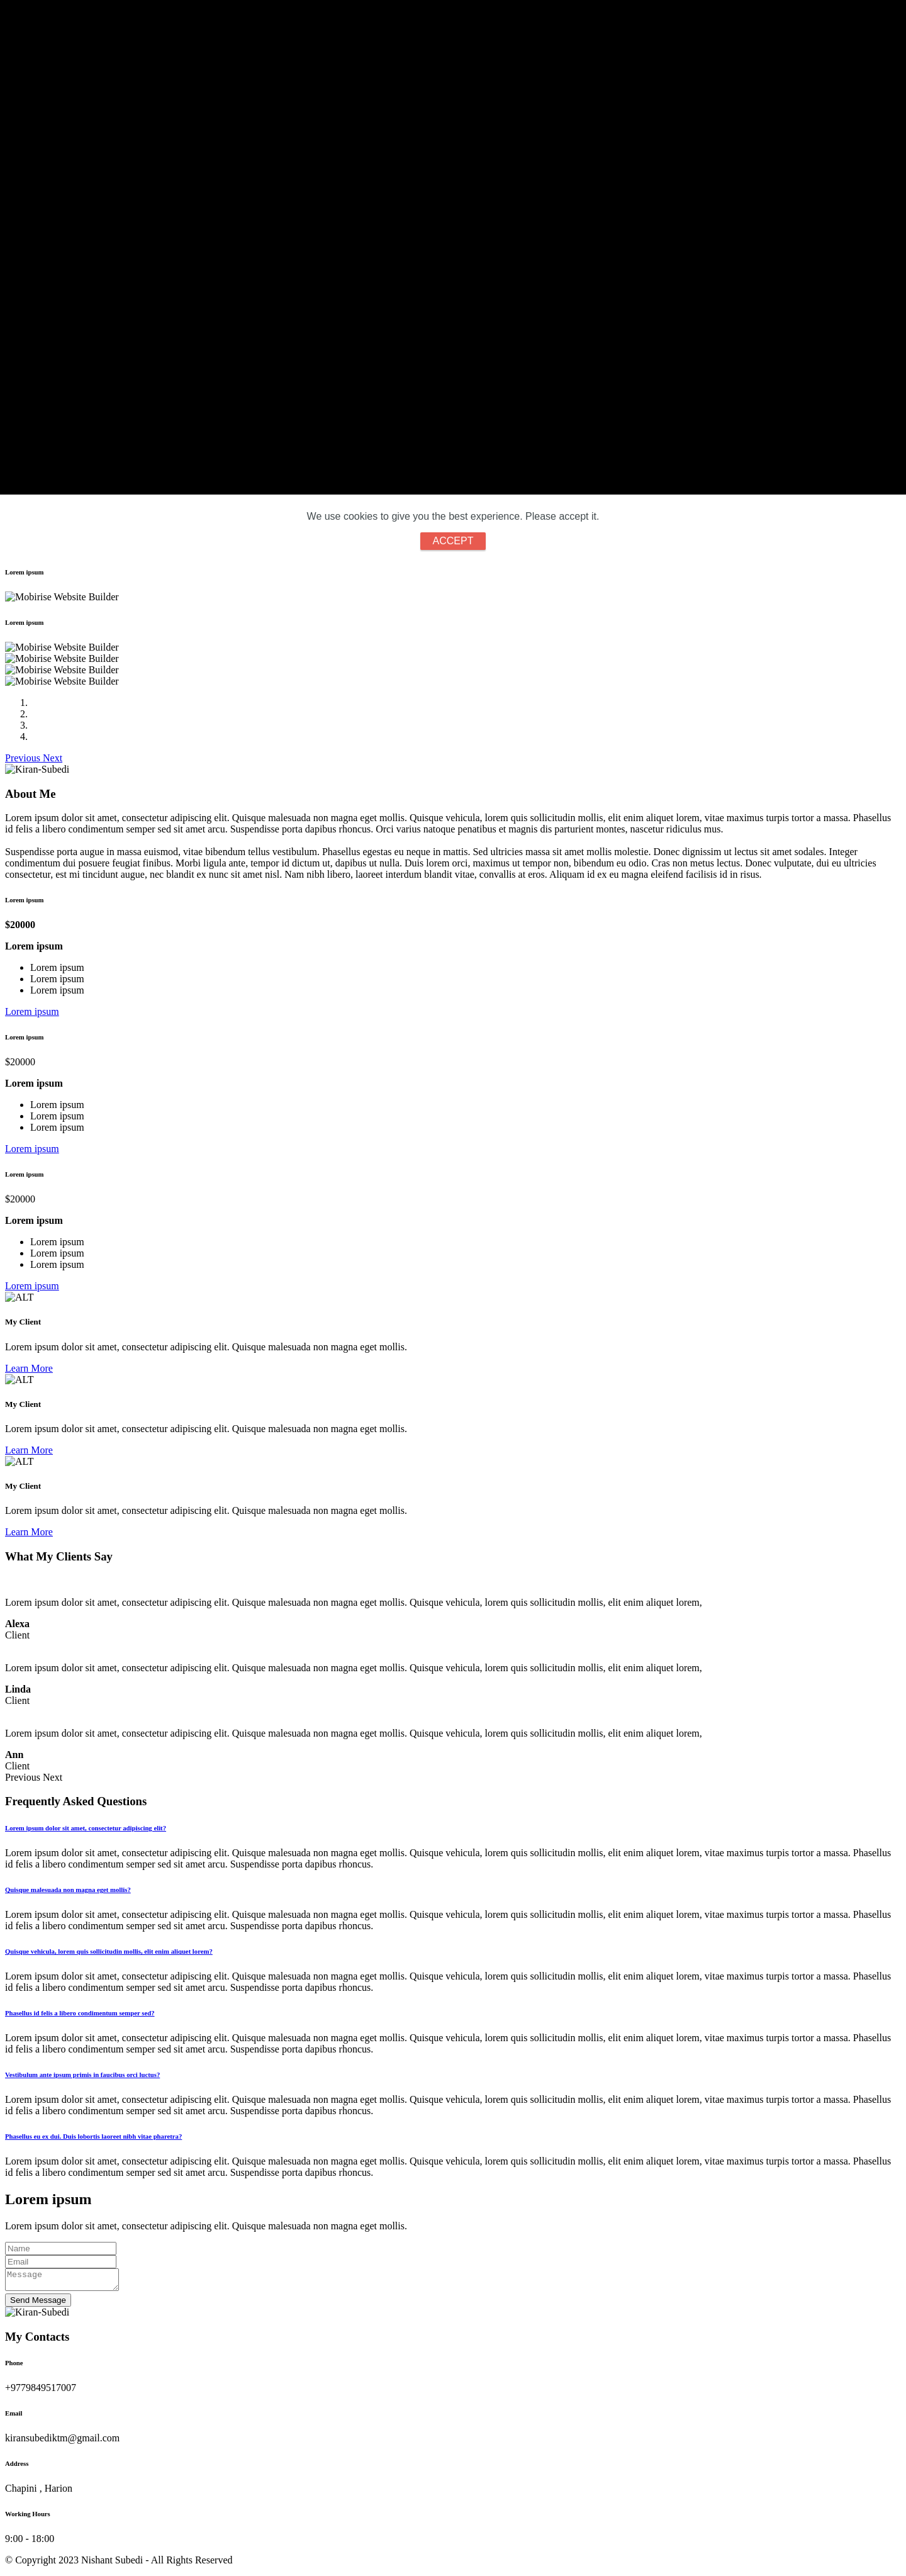 We use cookies to give you the best experience. Please accept it.
ACCEPT
Lorem ipsum
Mobirise Website Builder
Lorem ipsum
Mobirise Website Builder
Mobirise Website Builder
Mobirise Website Builder
Mobirise Website Builder
1.
2.
3.
4.
Previous Next
Kiran-Subedi
About Me
Lorem ipsum dolor sit amet, consectetur adipiscing elit. Quisque malesuada non magna eget mollis. Quisque vehicula, lorem quis sollicitudin mollis, elit enim aliquet lorem, vitae maximus turpis tortor a massa. Phasellus
id felis a libero condimentum semper sed sit amet arcu. Suspendisse porta dapibus rhoncus. Orci varius natoque penatibus et magnis dis parturient montes, nascetur ridiculus mus.
Suspendisse porta augue in massa euismod, vitae bibendum tellus vestibulum. Phasellus egestas eu neque in mattis. Sed ultricies massa sit amet mollis molestie. Donec dignissim ut lectus sit amet sodales. Integer
condimentum dui posuere feugiat finibus. Morbi ligula ante, tempor id dictum ut, dapibus ut nulla. Duis lorem orci, maximus ut tempor non, bibendum eu odio. Cras non metus lectus. Donec vulputate, dui eu ultricies
consectetur, est mi tincidunt augue, nec blandit ex nunc sit amet nisl. Nam nibh libero, laoreet interdum blandit vitae, convallis at eros. Aliquam id ex eu magna eleifend facilisis id in risus.
Lorem ipsum
$20000
Lorem ipsum
• Lorem ipsum
• Lorem ipsum
• Lorem ipsum
Lorem ipsum
Lorem ipsum
$20000
Lorem ipsum
• Lorem ipsum
• Lorem ipsum
• Lorem ipsum
Lorem ipsum
Lorem ipsum
$20000
Lorem ipsum
• Lorem ipsum
• Lorem ipsum
• Lorem ipsum
Lorem ipsum
ALT
My Client
Lorem ipsum dolor sit amet, consectetur adipiscing elit. Quisque malesuada non magna eget mollis.
Learn More
ALT
My Client
Lorem ipsum dolor sit amet, consectetur adipiscing elit. Quisque malesuada non magna eget mollis.
Learn More
ALT
My Client
Lorem ipsum dolor sit amet, consectetur adipiscing elit. Quisque malesuada non magna eget mollis.
Learn More
What My Clients Say
Lorem ipsum dolor sit amet, consectetur adipiscing elit. Quisque malesuada non magna eget mollis. Quisque vehicula, lorem quis sollicitudin mollis, elit enim aliquet lorem,
Alexa
Client
Lorem ipsum dolor sit amet, consectetur adipiscing elit. Quisque malesuada non magna eget mollis. Quisque vehicula, lorem quis sollicitudin mollis, elit enim aliquet lorem,
Linda
Client
Lorem ipsum dolor sit amet, consectetur adipiscing elit. Quisque malesuada non magna eget mollis. Quisque vehicula, lorem quis sollicitudin mollis, elit enim aliquet lorem,
Ann
Client
Previous Next
Frequently Asked Questions
Lorem ipsum dolor sit amet, consectetur adipiscing elit?
Lorem ipsum dolor sit amet, consectetur adipiscing elit. Quisque malesuada non magna eget mollis. Quisque vehicula, lorem quis sollicitudin mollis, elit enim aliquet lorem, vitae maximus turpis tortor a massa. Phasellus
id felis a libero condimentum semper sed sit amet arcu. Suspendisse porta dapibus rhoncus.
Quisque malesuada non magna eget mollis?
Lorem ipsum dolor sit amet, consectetur adipiscing elit. Quisque malesuada non magna eget mollis. Quisque vehicula, lorem quis sollicitudin mollis, elit enim aliquet lorem, vitae maximus turpis tortor a massa. Phasellus
id felis a libero condimentum semper sed sit amet arcu. Suspendisse porta dapibus rhoncus.
Quisque vehicula, lorem quis sollicitudin mollis, elit enim aliquet lorem?
Lorem ipsum dolor sit amet, consectetur adipiscing elit. Quisque malesuada non magna eget mollis. Quisque vehicula, lorem quis sollicitudin mollis, elit enim aliquet lorem, vitae maximus turpis tortor a massa. Phasellus
id felis a libero condimentum semper sed sit amet arcu. Suspendisse porta dapibus rhoncus.
Phasellus id felis a libero condimentum semper sed?
Lorem ipsum dolor sit amet, consectetur adipiscing elit. Quisque malesuada non magna eget mollis. Quisque vehicula, lorem quis sollicitudin mollis, elit enim aliquet lorem, vitae maximus turpis tortor a massa. Phasellus
id felis a libero condimentum semper sed sit amet arcu. Suspendisse porta dapibus rhoncus.
Vestibulum ante ipsum primis in faucibus orci luctus?
Lorem ipsum dolor sit amet, consectetur adipiscing elit. Quisque malesuada non magna eget mollis. Quisque vehicula, lorem quis sollicitudin mollis, elit enim aliquet lorem, vitae maximus turpis tortor a massa. Phasellus
id felis a libero condimentum semper sed sit amet arcu. Suspendisse porta dapibus rhoncus.
Phasellus eu ex dui. Duis lobortis laoreet nibh vitae pharetra?
Lorem ipsum dolor sit amet, consectetur adipiscing elit. Quisque malesuada non magna eget mollis. Quisque vehicula, lorem quis sollicitudin mollis, elit enim aliquet lorem, vitae maximus turpis tortor a massa. Phasellus
id felis a libero condimentum semper sed sit amet arcu. Suspendisse porta dapibus rhoncus.
Lorem ipsum
Lorem ipsum dolor sit amet, consectetur adipiscing elit. Quisque malesuada non magna eget mollis.
Name
Email
Message
Send Message
Kiran-Subedi
My Contacts
Phone
+9779849517007
Email
kiransubediktm@gmail.com
Address
Chapini , Harion
Working Hours
9:00 - 18:00
© Copyright 2023 Nishant Subedi - All Rights Reserved